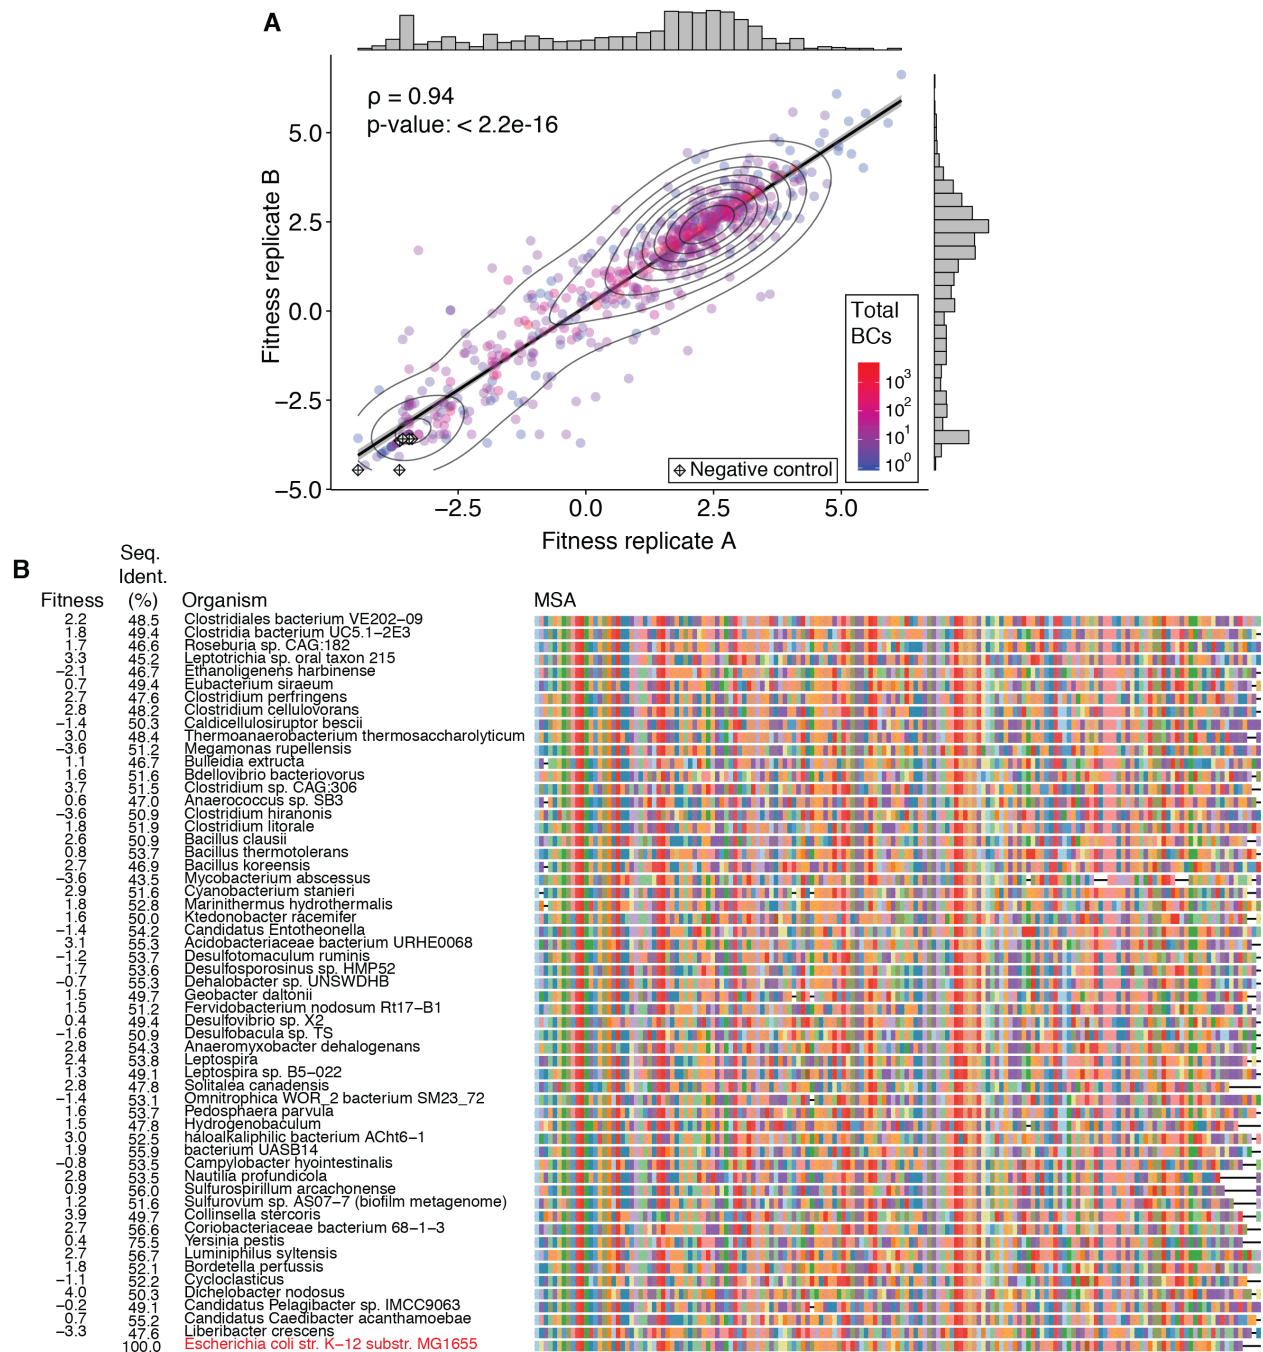 A
ρ = 0.94
p-value: < 2.2e-16
Fitness replicate B
5.0
2.5
0.0
−2.5
−5.0
Total
BCs
10³
10²
10¹
10⁰
Negative control
−2.5 0.0 2.5 5.0
Fitness replicate A
B
Seq.
Ident.
Fitness (%) Organism MSA
2.2 48.5 Clostridiales bacterium VE202−09
1.8 49.4 Clostridia bacterium UC5.1−2E3
1.7 46.6 Roseburia sp. CAG:182
3.3 45.2 Leptotrichia sp. oral taxon 215
−2.1 46.7 Ethanoligenens harbinense
0.7 49.4 Eubacterium siraeum
2.7 47.6 Clostridium perfringens
2.8 48.2 Clostridium cellulovorans
−1.4 50.3 Caldicellulosiruptor bescii
3.0 48.4 Thermoanaerobacterium thermosaccharolyticum
−3.6 51.2 Megamonas rupellensis
1.1 46.7 Bulleidia extructa
1.6 51.6 Bdellovibrio bacteriovorus
3.7 51.5 Clostridium sp. CAG:306
0.6 47.0 Anaerococcus sp. SB3
−3.6 50.9 Clostridium hiranonis
1.8 51.9 Clostridium litorale
2.6 50.9 Bacillus clausii
0.8 53.7 Bacillus thermotolerans
2.7 46.9 Bacillus koreensis
−3.6 43.5 Mycobacterium abscessus
2.9 51.6 Cyanobacterium stanieri
1.8 52.8 Marinithermus hydrothermalis
1.6 50.0 Ktedonobacter racemifer
−1.4 54.2 Candidatus Entotheonella
3.1 55.3 Acidobacteriaceae bacterium URHE0068
−1.2 53.7 Desulfotomaculum ruminis
1.7 53.6 Desulfosporosinus sp. HMP52
−0.7 55.3 Dehalobacter sp. UNSWDHB
1.5 49.7 Geobacter daltonii
1.5 51.2 Fervidobacterium nodosum Rt17−B1
0.4 49.4 Desulfovibrio sp. X2
−1.6 50.9 Desulfobacula sp. TS
2.8 54.3 Anaeromyxobacter dehalogenans
2.4 53.8 Leptospira
1.3 49.1 Leptospira sp. B5−022
2.8 47.8 Solitalea canadensis
−1.4 53.1 Omnitrophica WOR_2 bacterium SM23_72
1.6 53.7 Pedosphaera parvula
1.5 47.8 Hydrogenobaculum
3.0 52.5 haloalkaliphilic bacterium ACht6−1
1.9 55.9 bacterium UASB14
−0.8 53.5 Campylobacter hyointestinalis
2.8 53.5 Nautilia profundicola
0.9 56.0 Sulfurospirillum arcachonense
1.2 51.6 Sulfurovum sp. AS07−7 (biofilm metagenome)
3.9 49.7 Collinsella stercoris
2.7 56.6 Coriobacteriaceae bacterium 68−1−3
0.4 75.5 Yersinia pestis
2.7 56.7 Luminiphilus syltensis
1.8 52.1 Bordetella pertussis
−1.1 52.2 Cycloclasticus
4.0 50.3 Dichelobacter nodosus
−0.2 49.1 Candidatus Pelagibacter sp. IMCC9063
0.7 55.2 Candidatus Caedibacter acanthamoebae
−3.3 47.6 Liberibacter crescens
100.0 Escherichia coli str. K−12 substr. MG1655